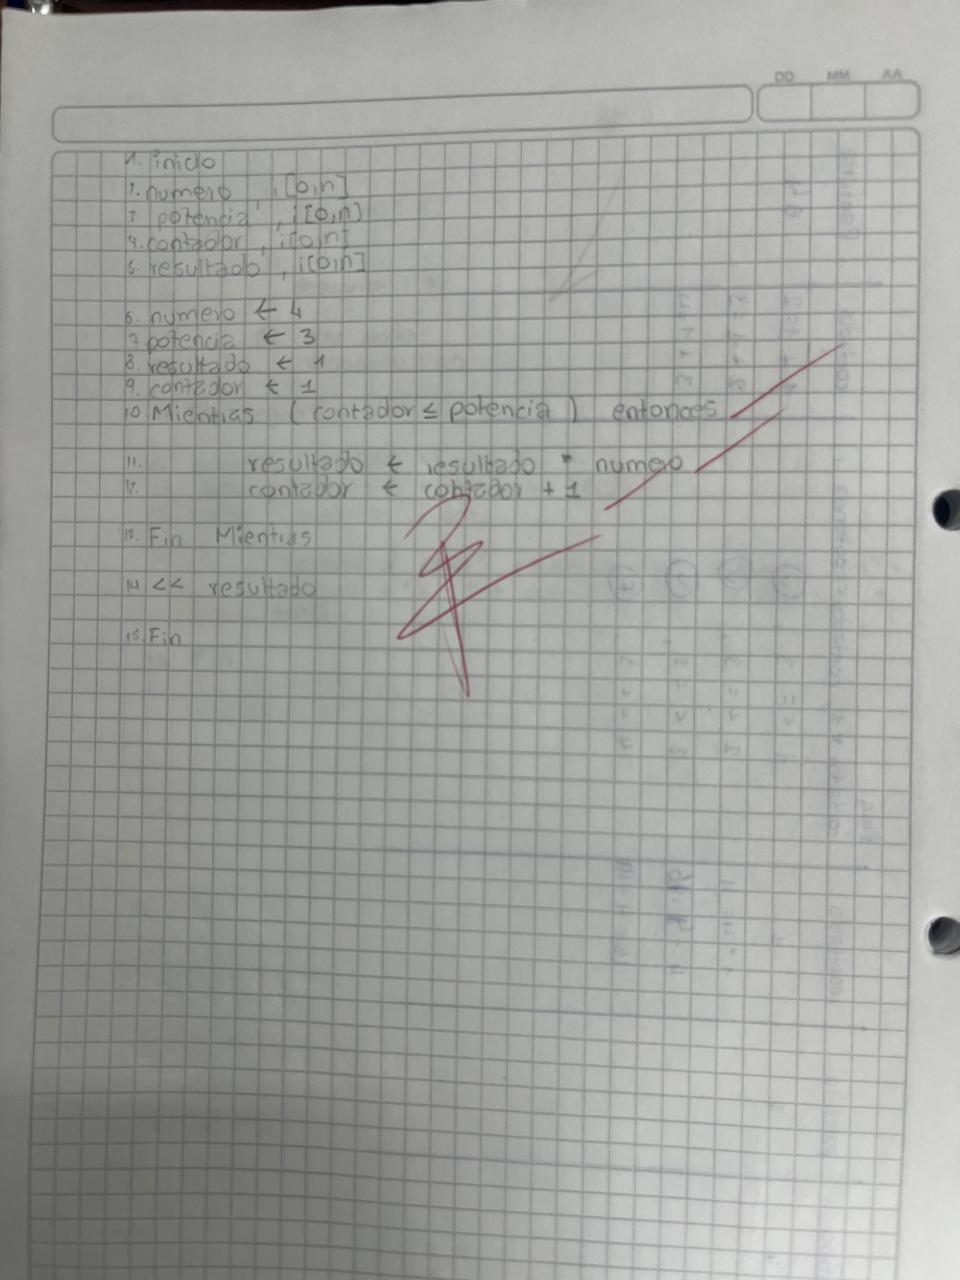 DD MM AA
1. inicio
2. numero , i[0,n]
3. potencia , i[0,n]
4. contador , i[0,n]
5. resultado , i[0,n]
6. numero ← 4
7. potencia ← 3
8. resultado ← 1
9. contador ← 1
10. Mientras ( contador ≤ potencia ) entonces
11. resultado ← resultado * numero
12. contador ← contador + 1
13. Fin Mientras
14 << resultado
15. Fin